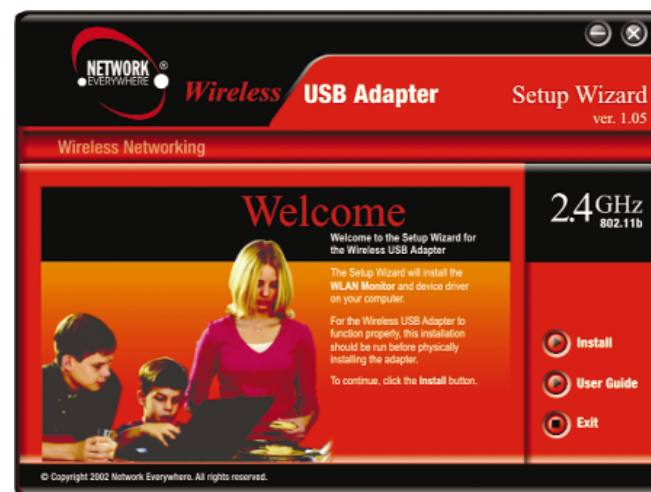 NETWORK ®
EVERYWHERE
Wireless USB Adapter
Setup Wizard
ver. 1.05
Wireless Networking
Welcome
Welcome to the Setup Wizard for
the Wireless USB Adapter
The Setup Wizard will install the
WLAN Monitor and device driver
on your computer.
For the Wireless USB Adapter to
function properly, this installation
should be run before physically
installing the adapter.
To continue, click the Install button.
2.4 GHz
802.11b
Install
User Guide
Exit
© Copyright 2002 Network Everywhere. All rights reserved.